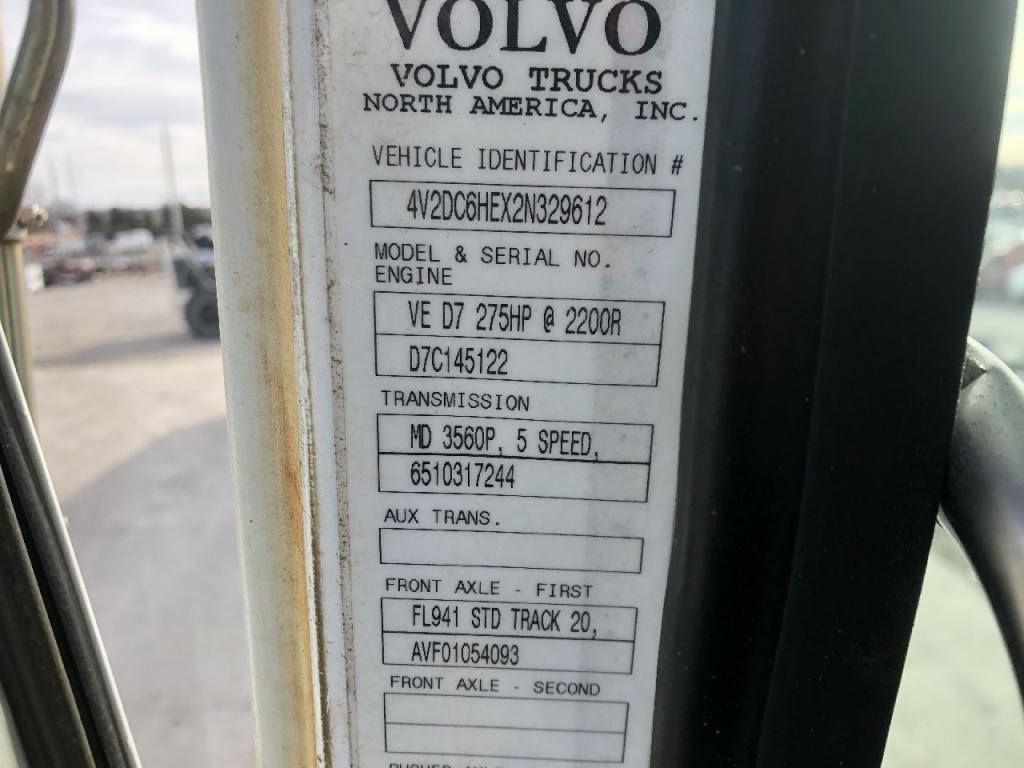 VOLVO
VOLVO TRUCKS
NORTH AMERICA, INC.
VEHICLE IDENTIFICATION #
4V2DC6HEX2N329612
MODEL & SERIAL NO.
ENGINE
VE D7 275HP @ 2200R
D7C145122
TRANSMISSION
MD 3560P, 5 SPEED,
6510317244
AUX TRANS.
FRONT AXLE - FIRST
FL941 STD TRACK 20,
AVF01054093
FRONT AXLE - SECOND